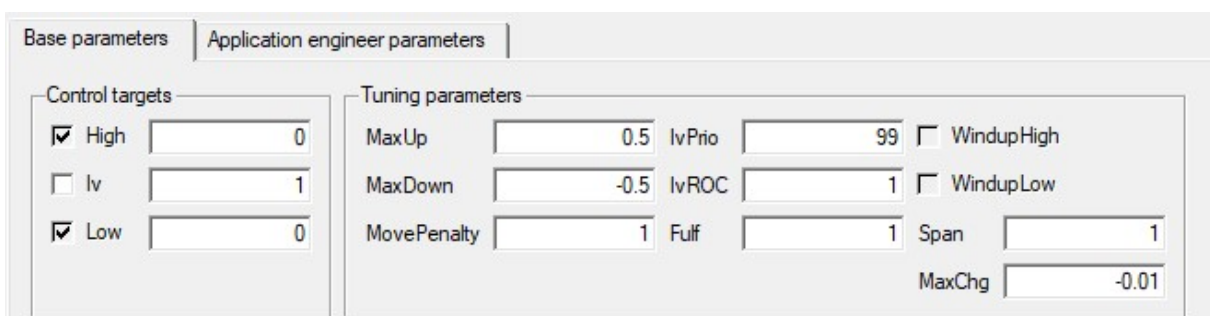 Base parameters Application engineer parameters
Control targets Tuning parameters
High 0 MaxUp 0.5 IvPrio 99 WindupHigh
Iv 1 MaxDown -0.5 IvROC 1 WindupLow
Low 0 MovePenalty 1 Fulf 1 Span 1
MaxChg -0.01